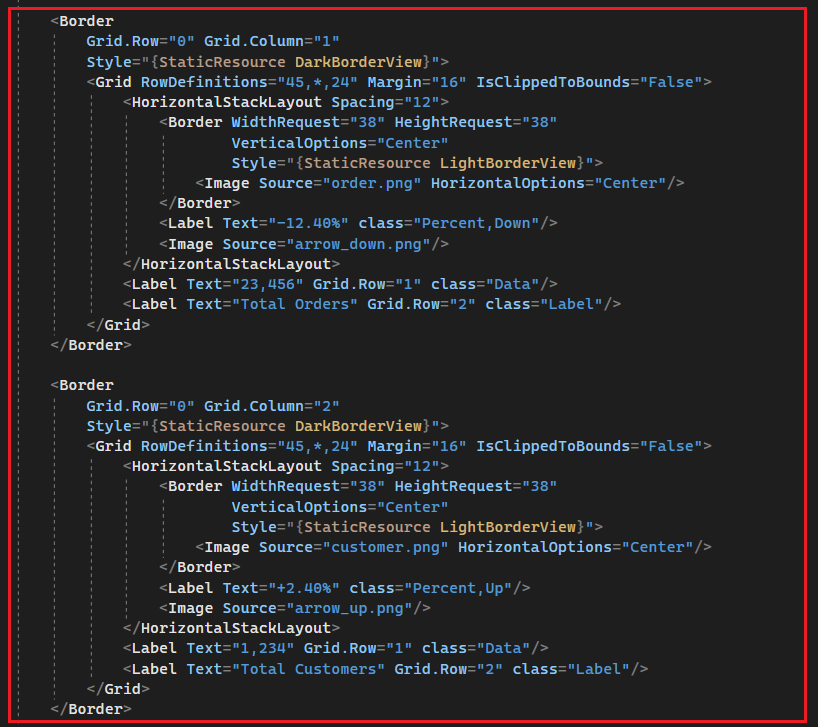 <Border
Grid.Row="0" Grid.Column="1"
Style="{StaticResource DarkBorderView}">
<Grid RowDefinitions="45,*,24" Margin="16" IsClippedToBounds="False">
<HorizontalStackLayout Spacing="12">
<Border WidthRequest="38" HeightRequest="38"
VerticalOptions="Center"
Style="{StaticResource LightBorderView}">
<Image Source="order.png" HorizontalOptions="Center"/>
</Border>
<Label Text="−12.40%" class="Percent,Down"/>
<Image Source="arrow_down.png"/>
</HorizontalStackLayout>
<Label Text="23,456" Grid.Row="1" class="Data"/>
<Label Text="Total Orders" Grid.Row="2" class="Label"/>
</Grid>
</Border>
<Border
Grid.Row="0" Grid.Column="2"
Style="{StaticResource DarkBorderView}">
<Grid RowDefinitions="45,*,24" Margin="16" IsClippedToBounds="False">
<HorizontalStackLayout Spacing="12">
<Border WidthRequest="38" HeightRequest="38"
VerticalOptions="Center"
Style="{StaticResource LightBorderView}">
<Image Source="customer.png" HorizontalOptions="Center"/>
</Border>
<Label Text="+2.40%" class="Percent,Up"/>
<Image Source="arrow_up.png"/>
</HorizontalStackLayout>
<Label Text="1,234" Grid.Row="1" class="Data"/>
<Label Text="Total Customers" Grid.Row="2" class="Label"/>
</Grid>
</Border>